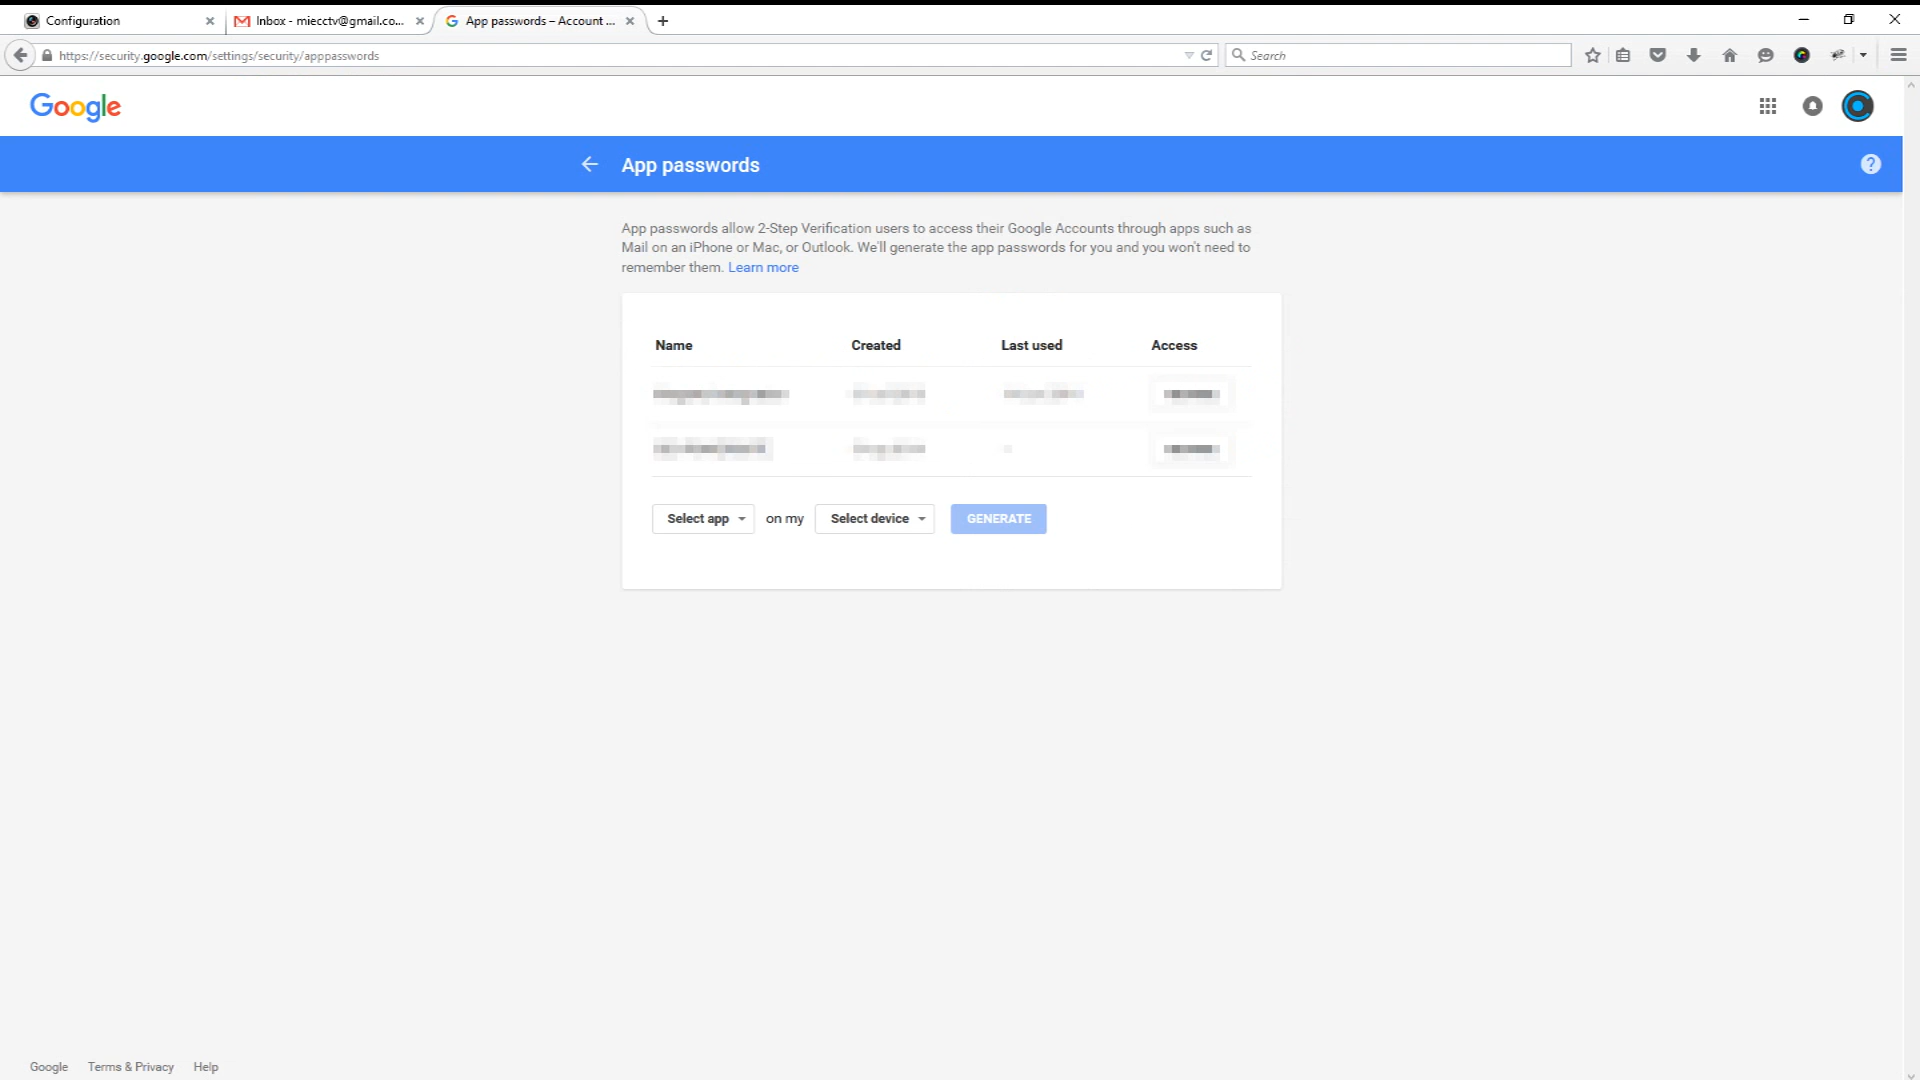 Configuration
Inbox - miecctv@gmail.co...
App passwords – Account ...
https://security.google.com/settings/security/apppasswords
Search
Google
App passwords
?
App passwords allow 2-Step Verification users to access their Google Accounts through apps such as
Mail on an iPhone or Mac, or Outlook. We'll generate the app passwords for you and you won't need to
remember them. Learn more
Name Created Last used Access
Select app on my Select device GENERATE
Google Terms & Privacy Help